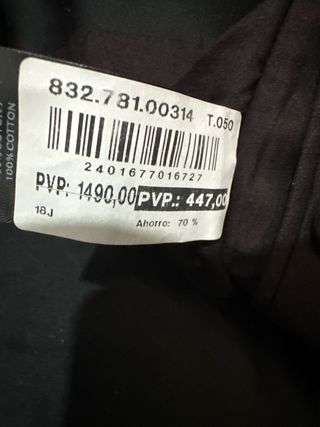 100% COTTON
832.781.00314 T.050
2401677016727
PVP: 1490,00 PVP.: 447,00
18J
Ahorro: 70 %